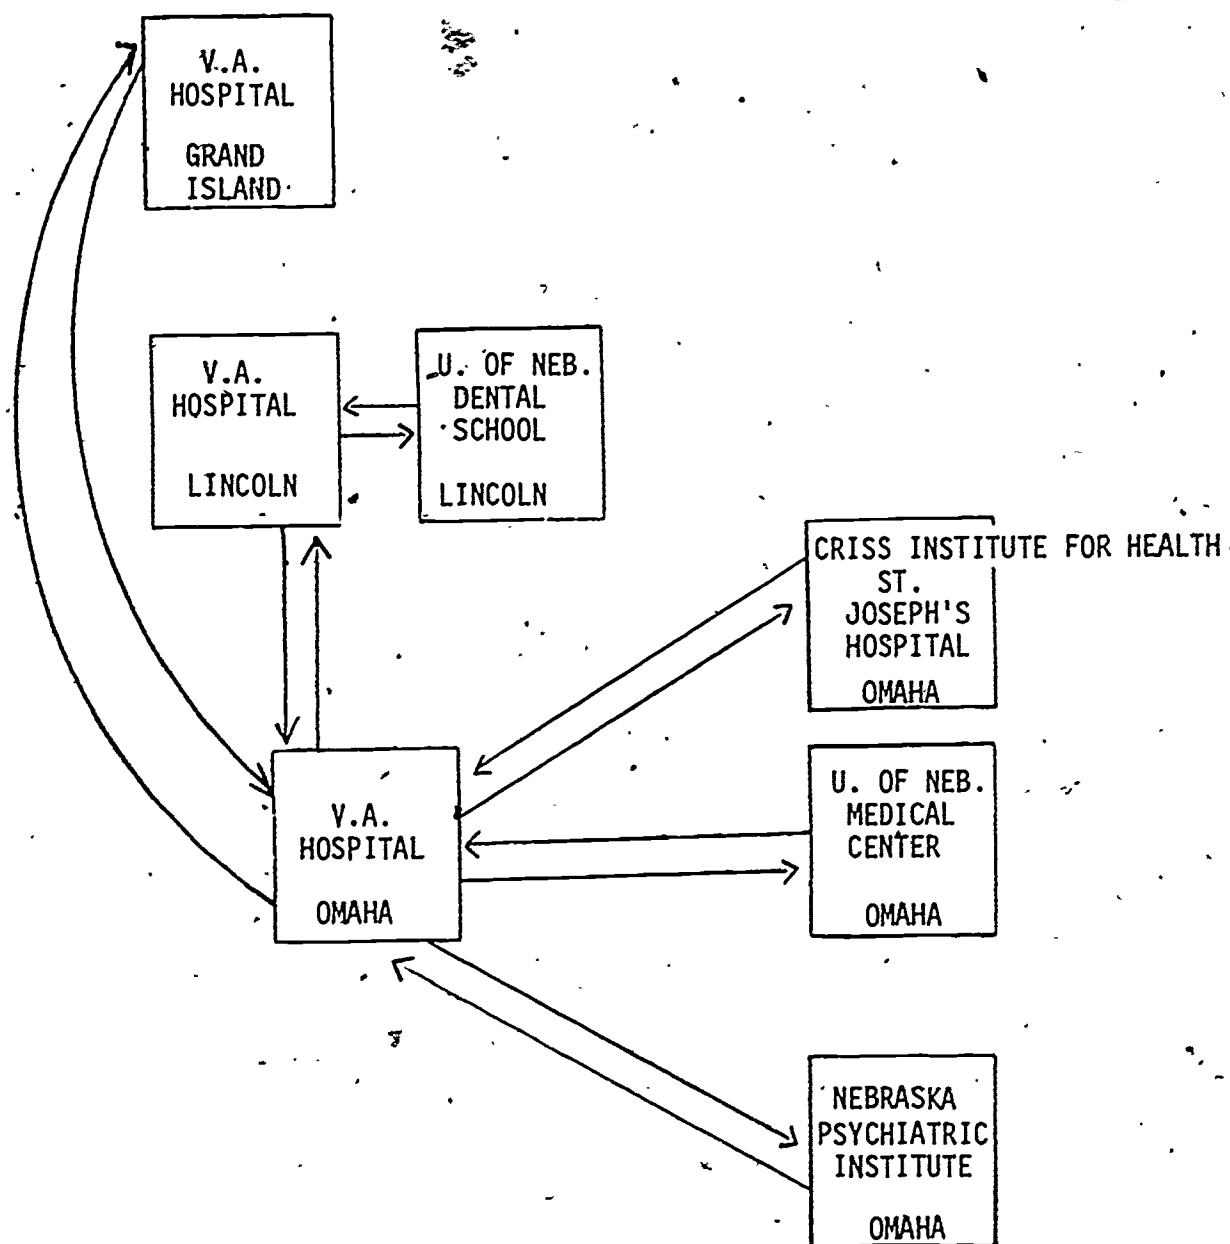 V.A.
HOSPITAL
GRAND
ISLAND
V.A.
HOSPITAL
LINCOLN
U. OF NEB.
DENTAL
SCHOOL
LINCOLN
CRISS INSTITUTE FOR HEALTH
ST.
JOSEPH'S
HOSPITAL
OMAHA
V.A.
HOSPITAL
OMAHA
U. OF NEB.
MEDICAL
CENTER
OMAHA
NEBRASKA
PSYCHIATRIC
INSTITUTE
OMAHA